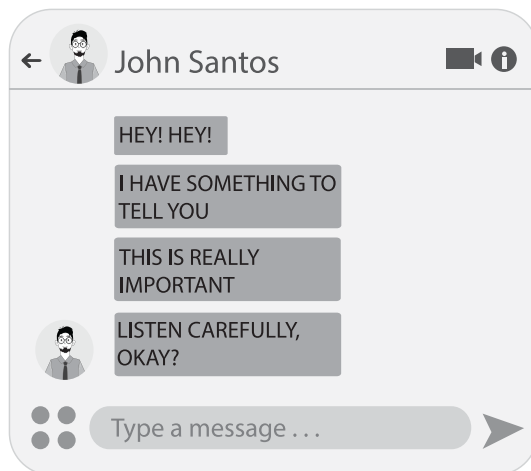 John Santos
HEY! HEY!
I HAVE SOMETHING TO
TELL YOU
THIS IS REALLY
IMPORTANT
LISTEN CAREFULLY,
OKAY?
Type a message . . .